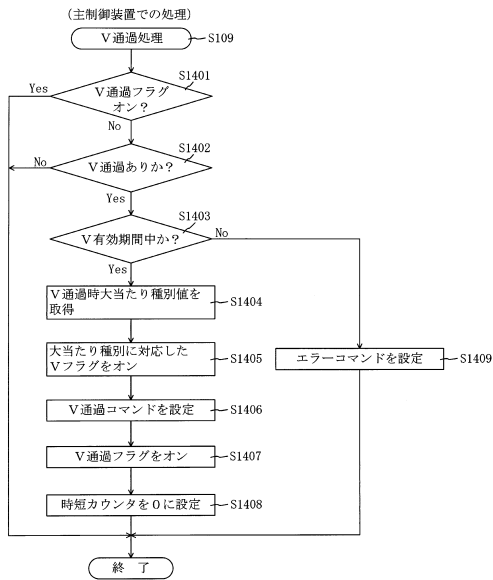 (主制御装置での処理)
V通過処理
S109
S1401
Yes
V通過フラグ
オン?
No
S1402
No
V通過ありか?
Yes
S1403
V有効期間中か?
No
Yes
V通過時大当たり種別値を
取得
S1404
大当たり種別に対応した
Vフラグをオン
S1405
エラーコマンドを設定
S1409
V通過コマンドを設定
S1406
V通過フラグをオン
S1407
時短カウンタを0に設定
S1408
終 了